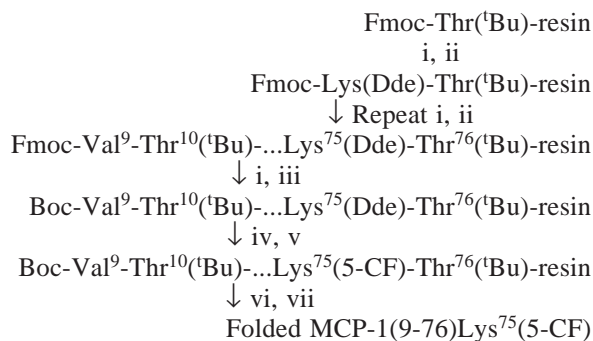 Fmoc-Thr(ᵗBu)-resin
i, ii
Fmoc-Lys(Dde)-Thr(ᵗBu)-resin
↓ Repeat i, ii
Fmoc-Val⁹-Thr¹⁰(ᵗBu)-...Lys⁷⁵(Dde)-Thr⁷⁶(ᵗBu)-resin
↓ i, iii
Boc-Val⁹-Thr¹⁰(ᵗBu)-...Lys⁷⁵(Dde)-Thr⁷⁶(ᵗBu)-resin
↓ iv, v
Boc-Val⁹-Thr¹⁰(ᵗBu)-...Lys⁷⁵(5-CF)-Thr⁷⁶(ᵗBu)-resin
↓ vi, vii
Folded MCP-1(9-76)Lys⁷⁵(5-CF)